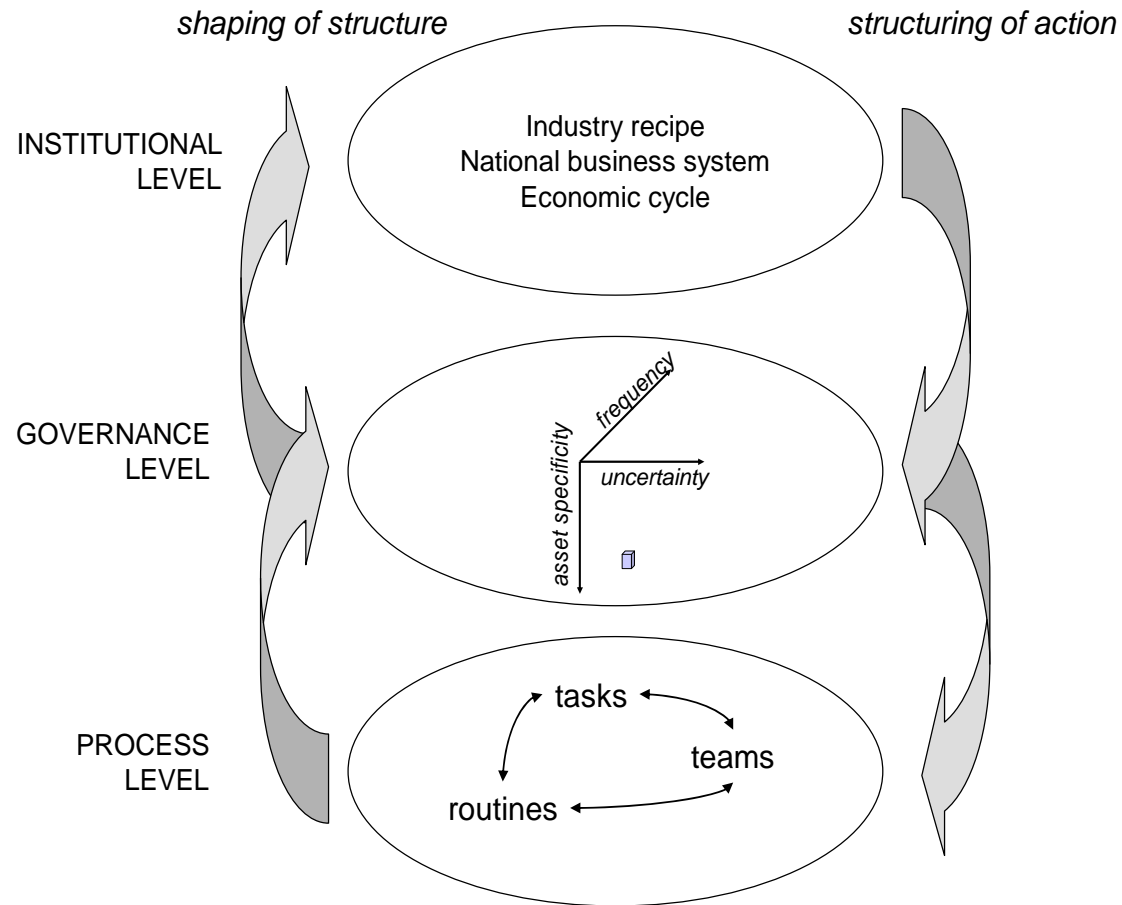 shaping of structure
structuring of action
INSTITUTIONAL
LEVEL
Industry recipe
National business system
Economic cycle
GOVERNANCE
LEVEL
frequency
uncertainty
asset specificity
PROCESS
LEVEL
tasks
teams
routines